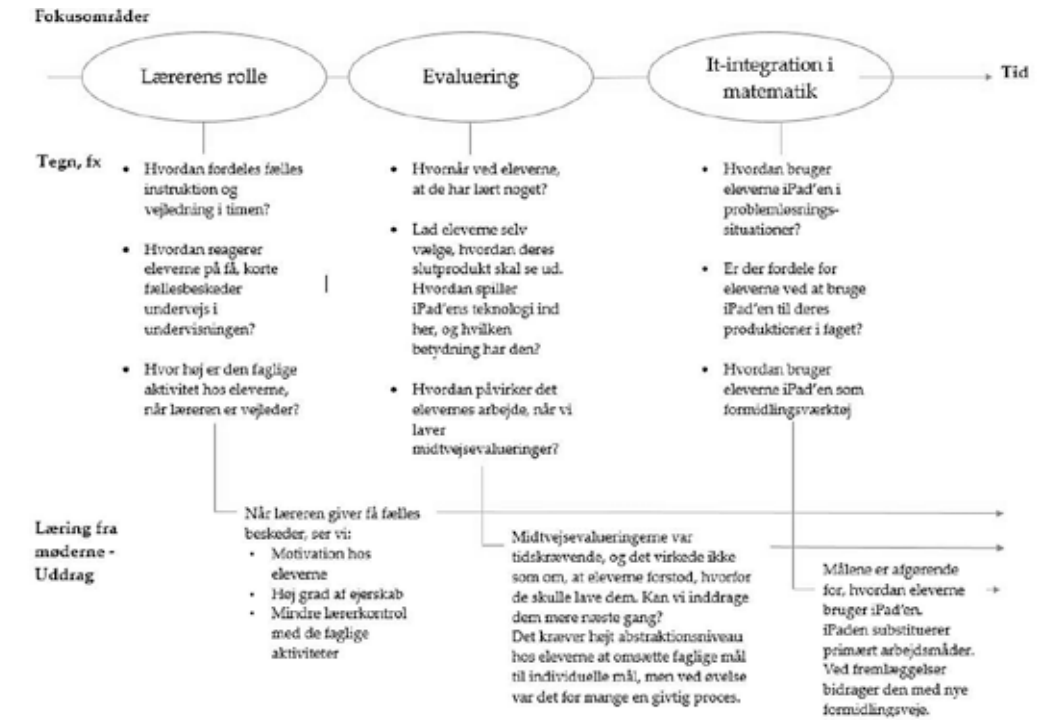 Fokusområder
Lærerens rolle
Evaluering
It-integration i
matematik
Tid
Tegn, fx
• Hvordan fordeles fælles
instruktion og
vejledning i timen?
• Hvordan reagerer
eleverne på få, korte
fællesbeskeder
undervejs i
undervisningen?
• Hvor høj er den faglige
aktivitet hos eleverne,
når læreren er vejleder?
• Hvornår ved eleverne,
at de har lært noget?
• Lad eleverne selv
vælge, hvordan deres
slutprodukt skal se ud.
Hvordan spiller
iPad'ens teknologi ind
her, og hvilken
betydning har den?
• Hvordan påvirker det
elevernes arbejde, når vi
laver
midtvejsevalueringer?
• Hvordan bruger
eleverne iPad'en i
problemløsnings-
situationer?
• Er der fordele for
eleverne ved at bruge
iPad'en til deres
produktioner i faget?
• Hvordan bruger
eleverne iPad'en som
formidlingsværktøj
Læring fra
møderne -
Uddrag
Når læreren giver få fælles
beskeder, ser vi:
• Motivation hos
eleverne
• Høj grad af ejerskab
• Mindre lærerkontrol
med de faglige
aktiviteter
Midtvejsevalueringerne var
tidskrævende, og det virkede ikke
som om, at eleverne forstod, hvorfor
de skulle lave dem. Kan vi inddrage
dem mere næste gang?
Det kræver højt abstraktionsniveau
hos eleverne at omsætte faglige mål
til individuelle mål, men ved øvelse
var det for mange en givtig proces.
Målene er afgørende
for, hvordan eleverne
bruger iPad'en.
iPaden substituerer
primært arbejdsmåder.
Ved fremlæggelser
bidrager den med nye
formidlingsveje.